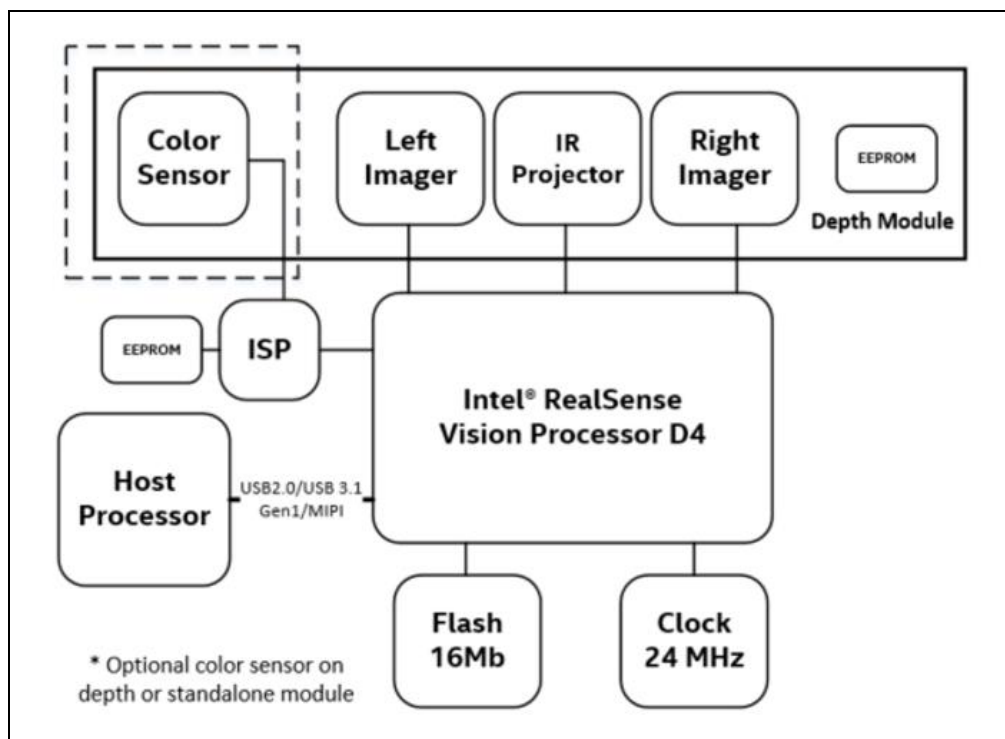 Color
Sensor
Left
Imager
IR
Projector
Right
Imager
EEPROM
Depth Module
EEPROM
ISP
Intel® RealSense
Vision Processor D4
Host
Processor
USB2.0/USB 3.1
Gen1/MIPI
Flash
16Mb
Clock
24 MHz
* Optional color sensor on
depth or standalone module